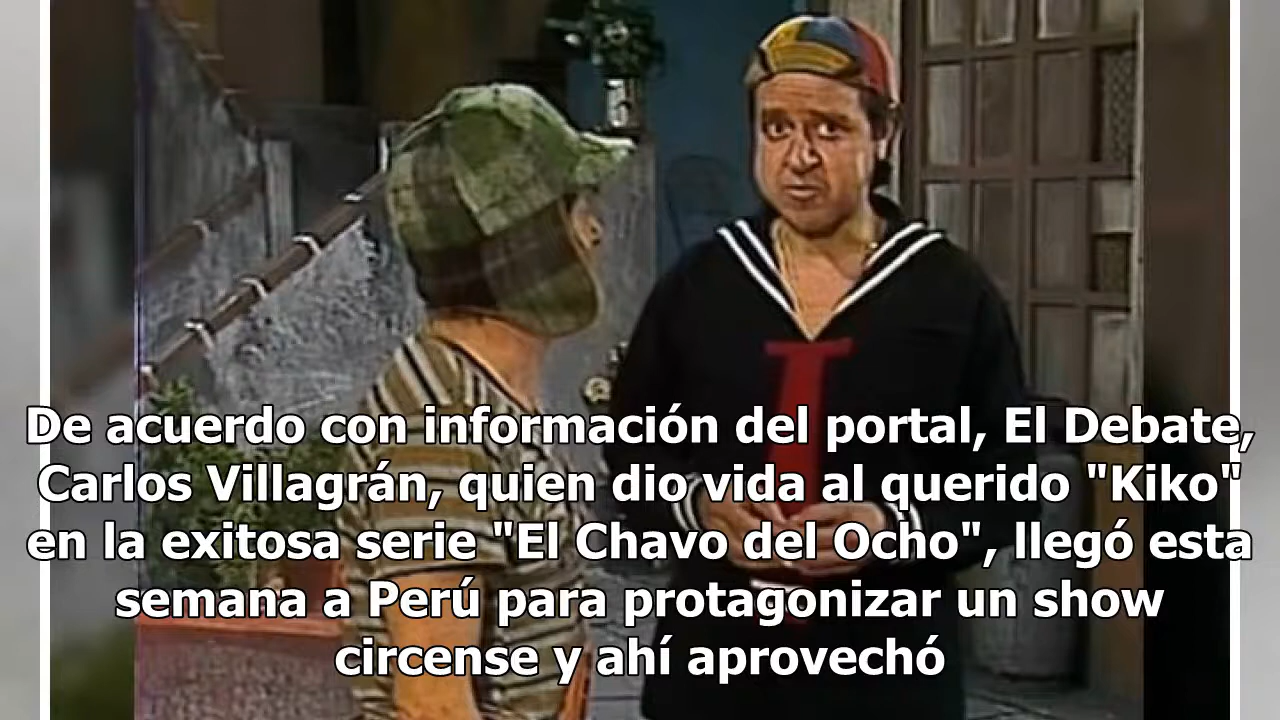 De acuerdo con información del portal, El Debate,
Carlos Villagrán, quien dio vida al querido "Kiko"
en la exitosa serie "El Chavo del Ocho", llegó esta
semana a Perú para protagonizar un show
circense y ahí aprovechó